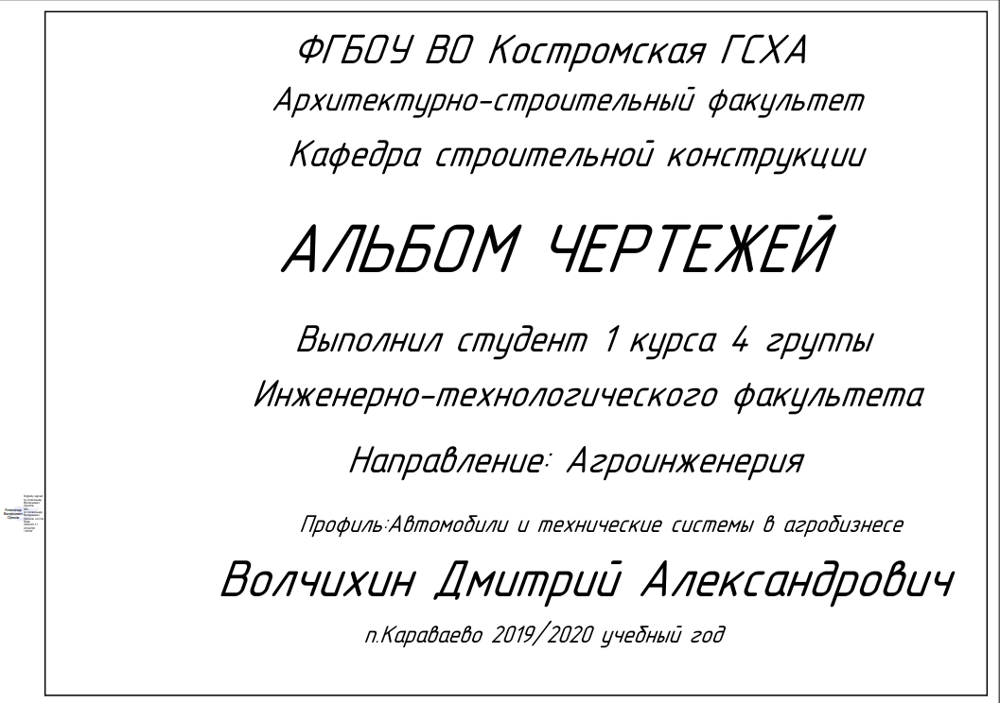 ФГБОУ ВО Костромская ГСХА
Архитектурно-строительный факультет
Кафедра строительной конструкции
АЛЬБОМ ЧЕРТЕЖЕЙ
Выполнил студент 1 курса 4 группы
Инженерно-технологического факультета
Направление: Агроинженерия
Профиль:Автомобили и технические системы в агробизнесе
Волчихин Дмитрий Александрович
п.Караваево 2019/2020 учебный год